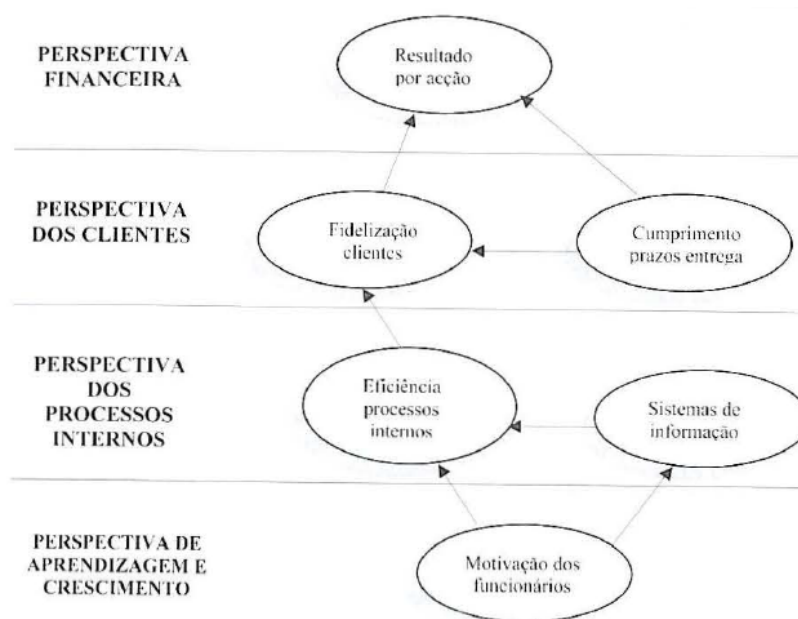 PERSPECTIVA
FINANCEIRA
Resultado
por acção
PERSPECTIVA
DOS CLIENTES
Fidelização
clientes
Cumprimento
prazos entrega
PERSPECTIVA
DOS
PROCESSOS
INTERNOS
Eficiência
processos
internos
Sistemas de
informação
PERSPECTIVA DE
APRENDIZAGEM E
CRESCIMENTO
Motivação dos
funcionários